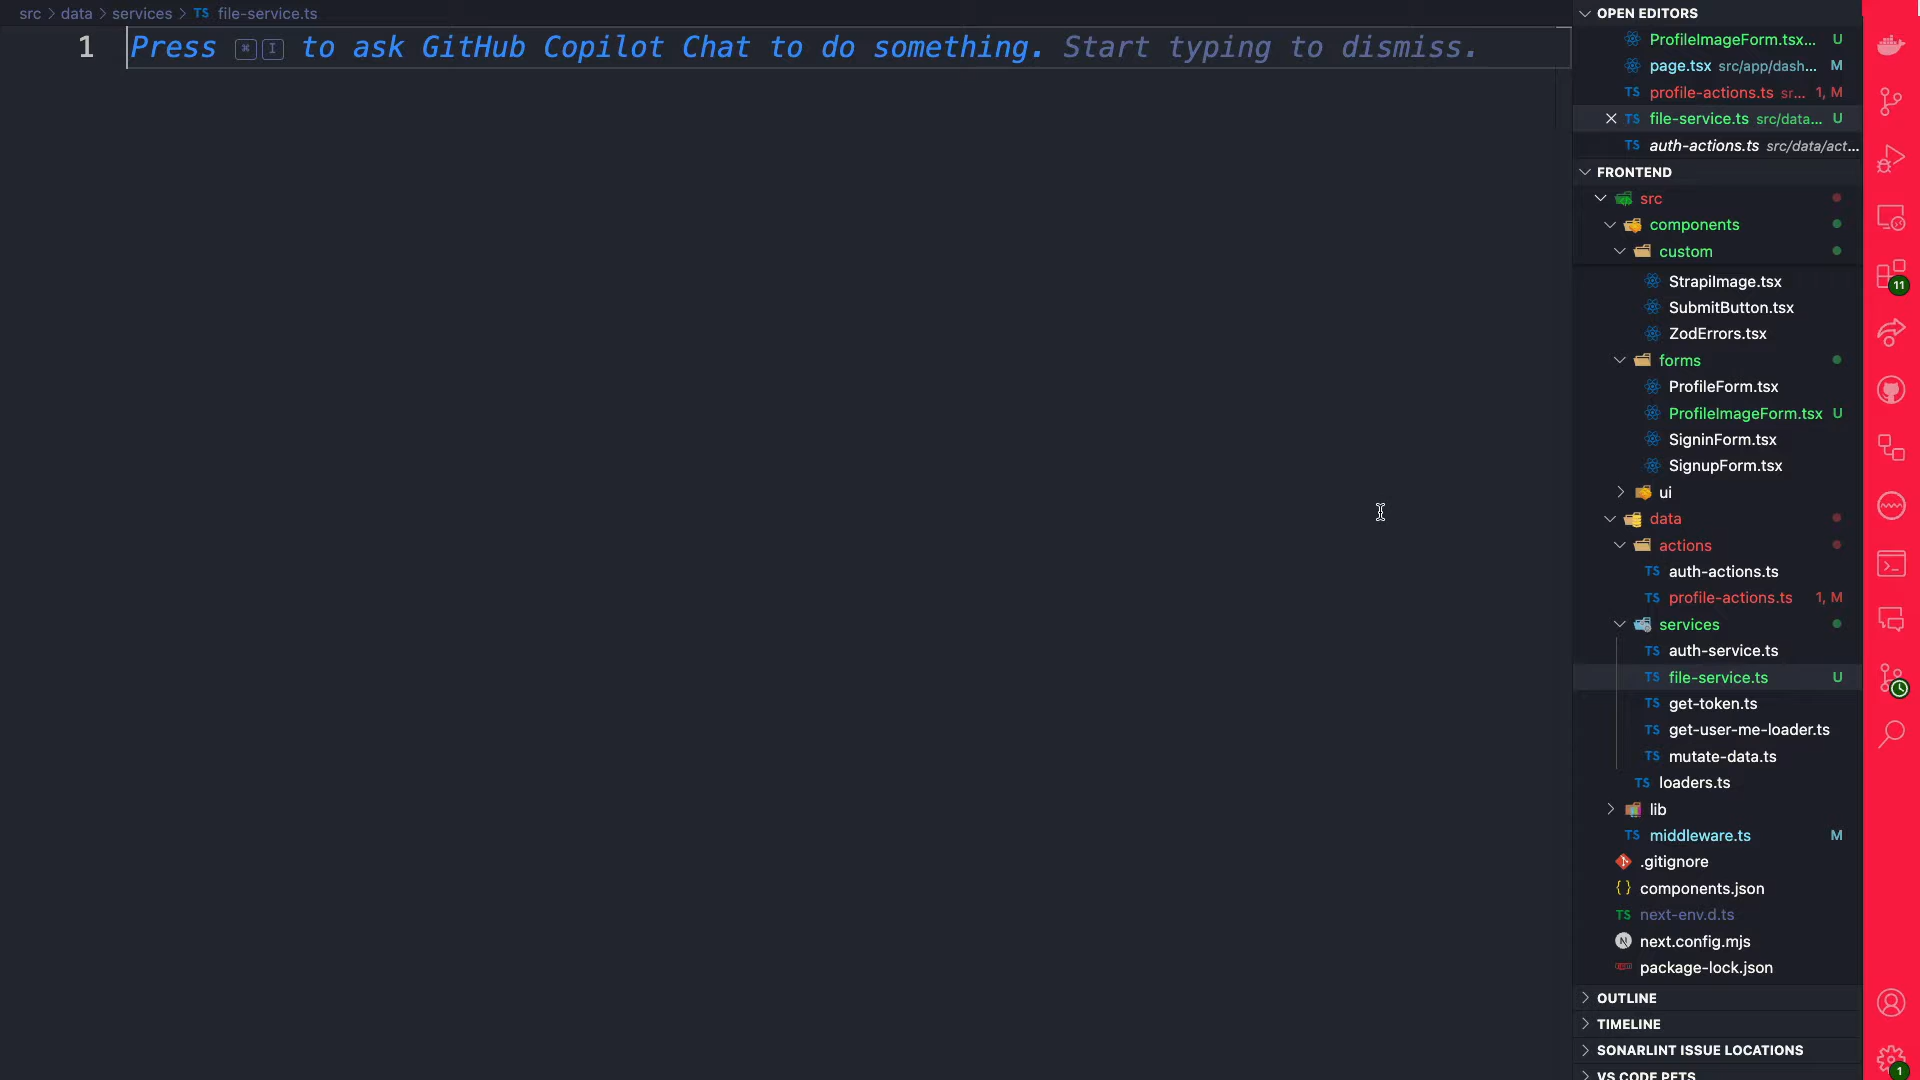 src > data > services > TS file-service.ts
1 Press ⌘ I to ask GitHub Copilot Chat to do something. Start typing to dismiss.
OPEN EDITORS
ProfileImageForm.tsx... U
page.tsx src/app/dash... M
TS profile-actions.ts sr... 1, M
TS file-service.ts src/data... U
TS auth-actions.ts src/data/act...
FRONTEND
src
components
custom
StrapiImage.tsx
SubmitButton.tsx
ZodErrors.tsx
forms
ProfileForm.tsx
ProfileImageForm.tsx U
SigninForm.tsx
SignupForm.tsx
ui
data
actions
TS auth-actions.ts
TS profile-actions.ts 1, M
services
TS auth-service.ts
TS file-service.ts U
TS get-token.ts
TS get-user-me-loader.ts
TS mutate-data.ts
TS loaders.ts
lib
TS middleware.ts M
.gitignore
{} components.json
TS next-env.d.ts
N next.config.mjs
package-lock.json
OUTLINE
TIMELINE
SONARLINT ISSUE LOCATIONS
VS CODE PETS
11
1